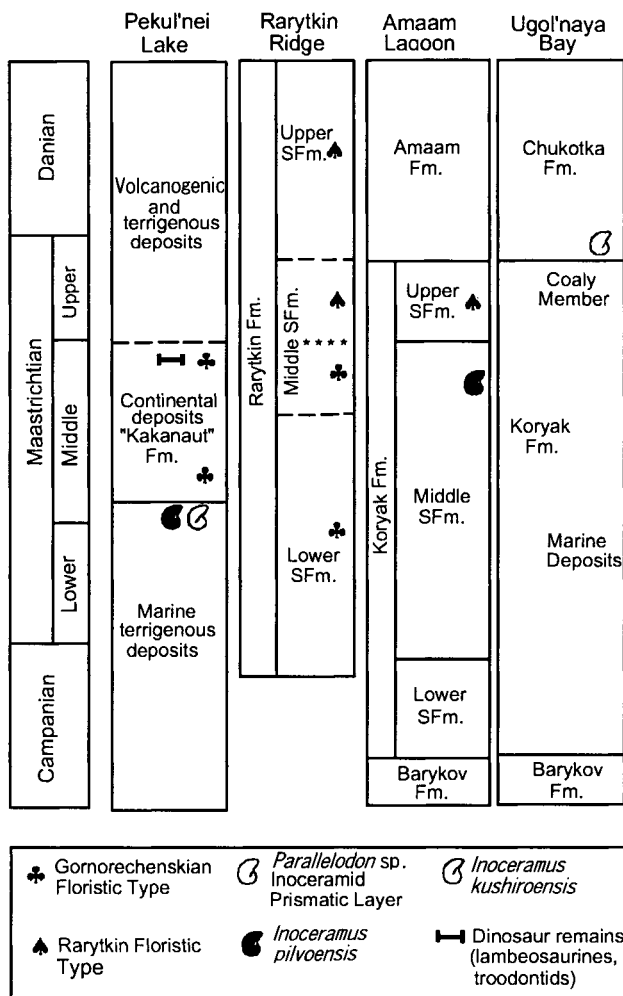 Pekul'nei
Lake
Rarytkin
Ridge
Amaam
Lagoon
Ugol'naya
Bay
Danian
Maastrichtian
Upper
Middle
Lower
Campanian
Volcanogenic
and
terrigenous
deposits
Continental
deposits
"Kakanaut"
Fm.
Marine
terrigenous
deposits
Rarytkin Fm.
Upper
SFm.
Middle SFm.
Lower
SFm.
Amaam
Fm.
Koryak Fm.
Upper
SFm.
Middle
SFm.
Lower
SFm.
Barykov
Fm.
Chukotka
Fm.
Coaly
Member
Koryak
Fm.
Marine
Deposits
Barykov
Fm.
Gornorechenskian
Floristic Type
Parallelodon sp.
Inoceramid
Prismatic Layer
Inoceramus
kushiroensis
Rarytkin Floristic
Type
Inoceramus
pilvoensis
Dinosaur remains
(lambeosaurines,
troodontids)